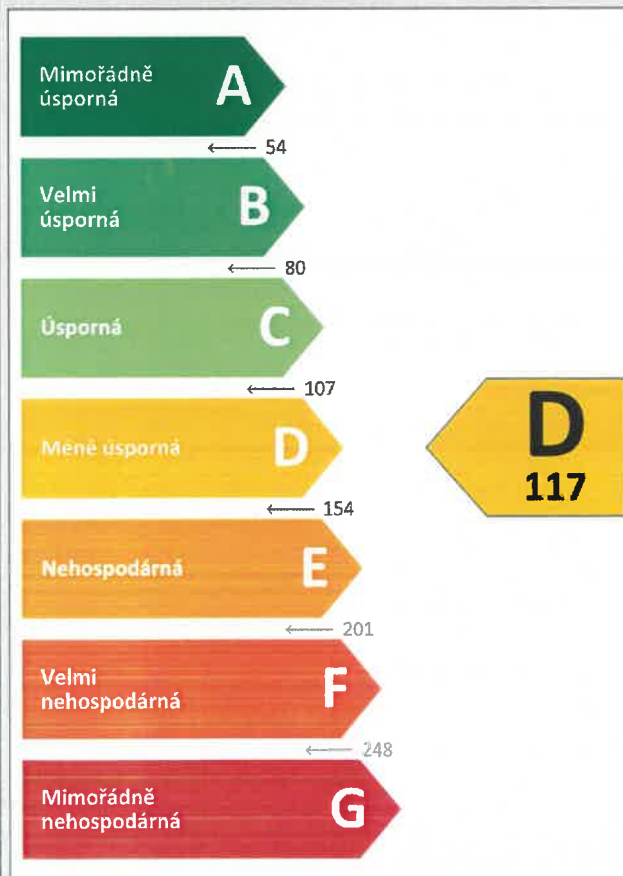 Mimořádně
úsporná
A
← 54
Velmi
úsporná
B
← 80
Úsporná
C
← 107
Méně úsporná
D
← 154
D
117
Nehospodárná
E
← 201
Velmi
nehospodárná
F
← 248
Mimořádně
nehospodárná
G